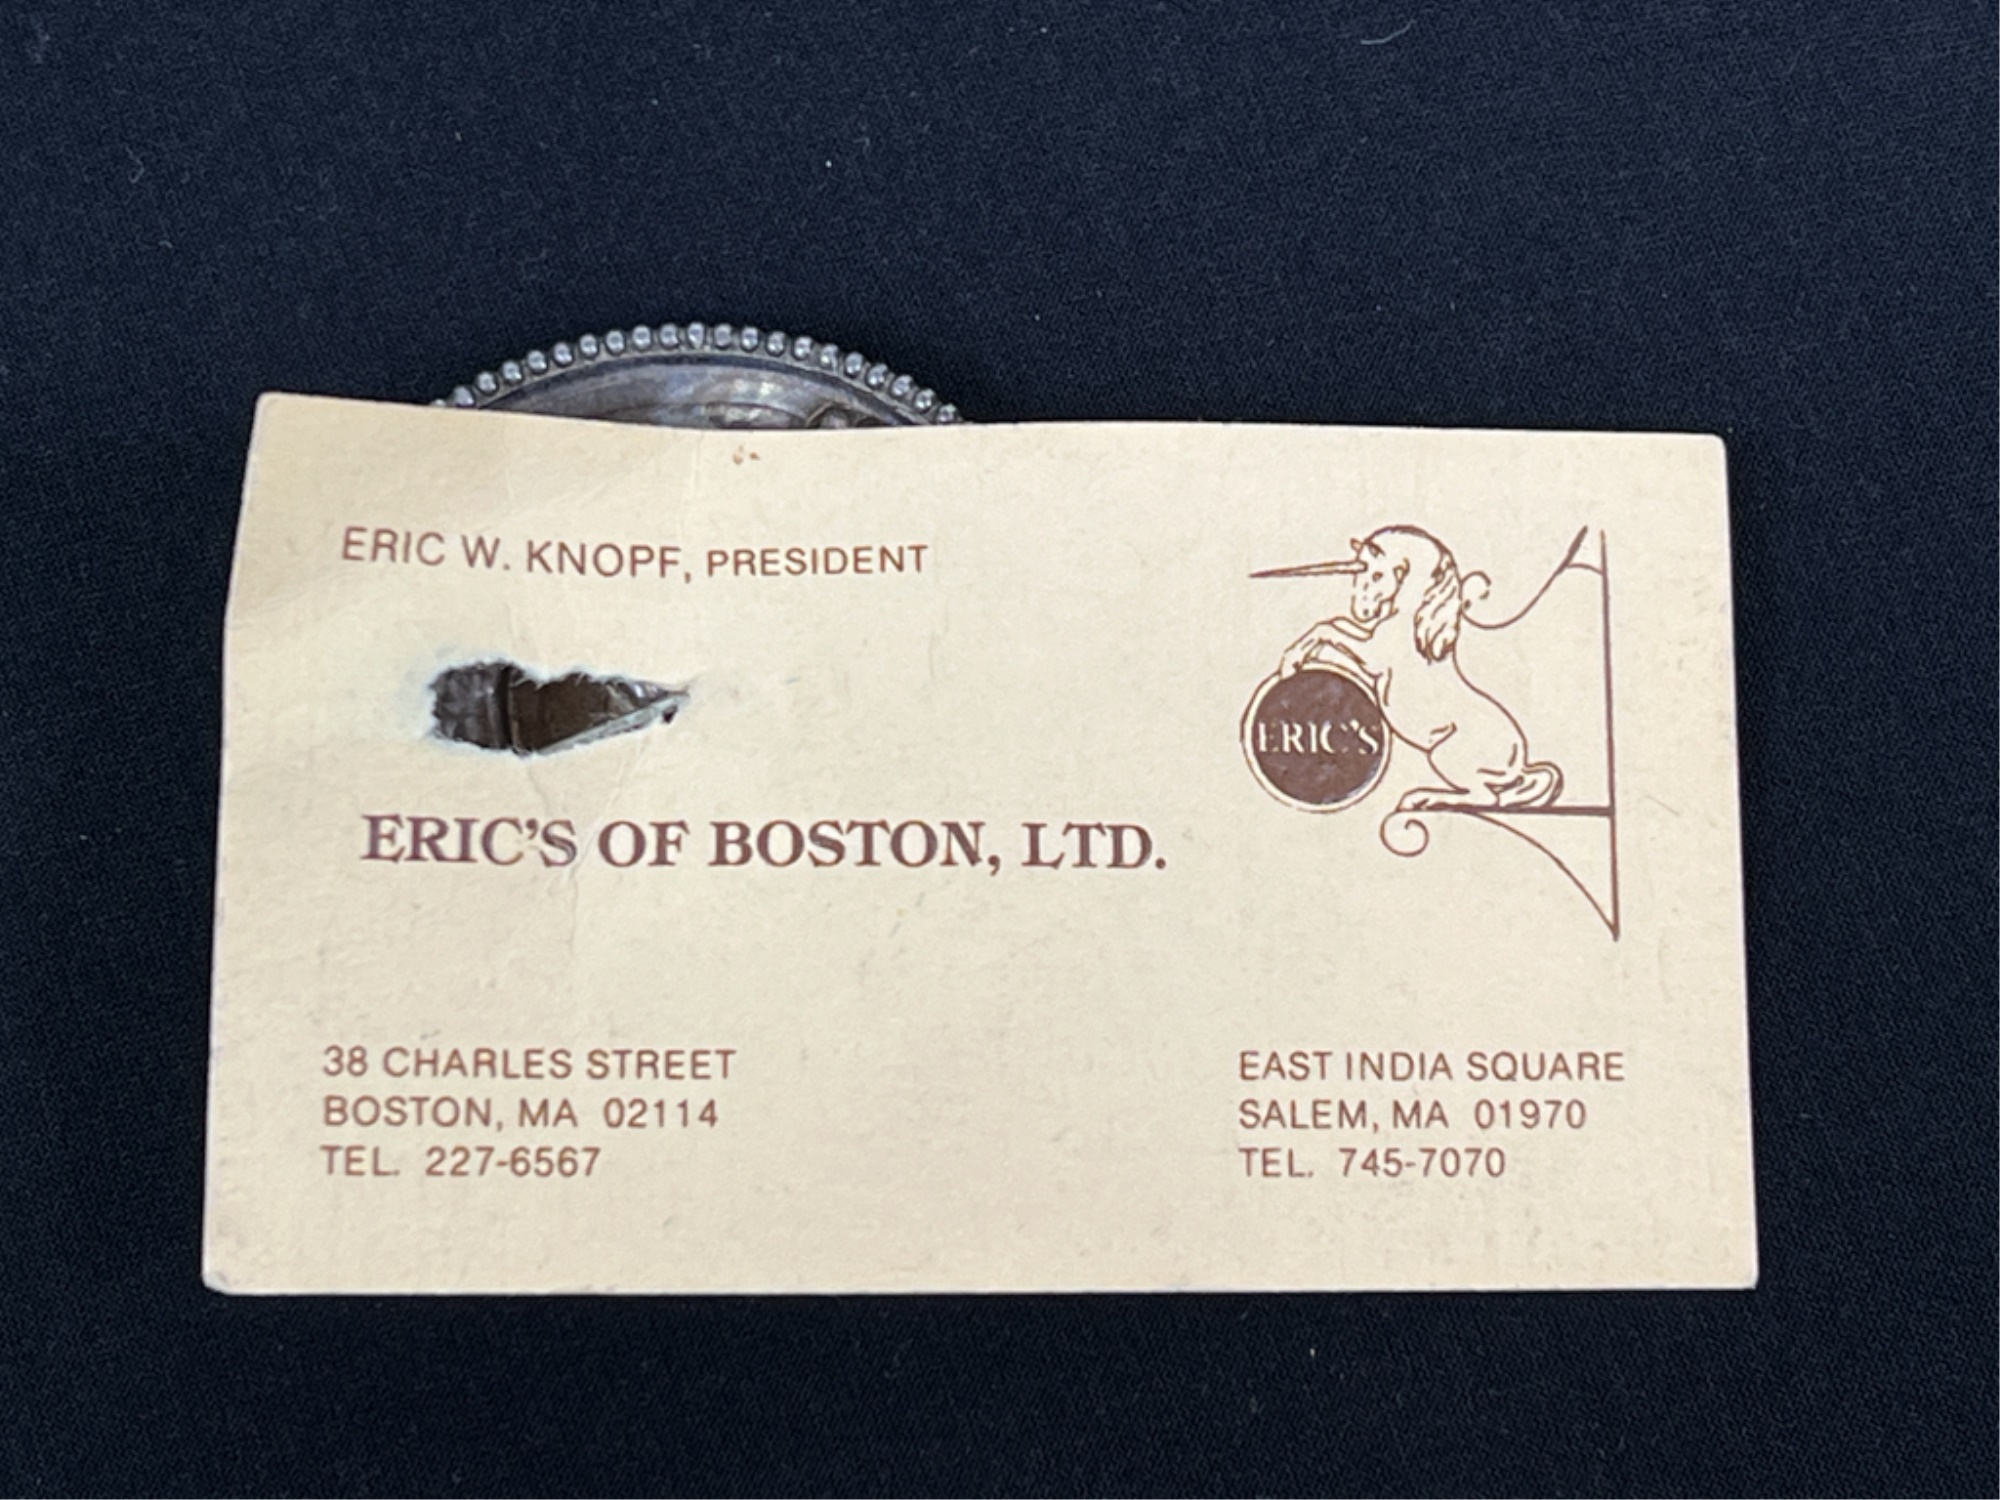 ERIC W. KNOPF, PRESIDENT
ERIC'S
ERIC'S OF BOSTON, LTD.
38 CHARLES STREET
BOSTON, MA 02114
TEL. 227-6567
EAST INDIA SQUARE
SALEM, MA 01970
TEL. 745-7070